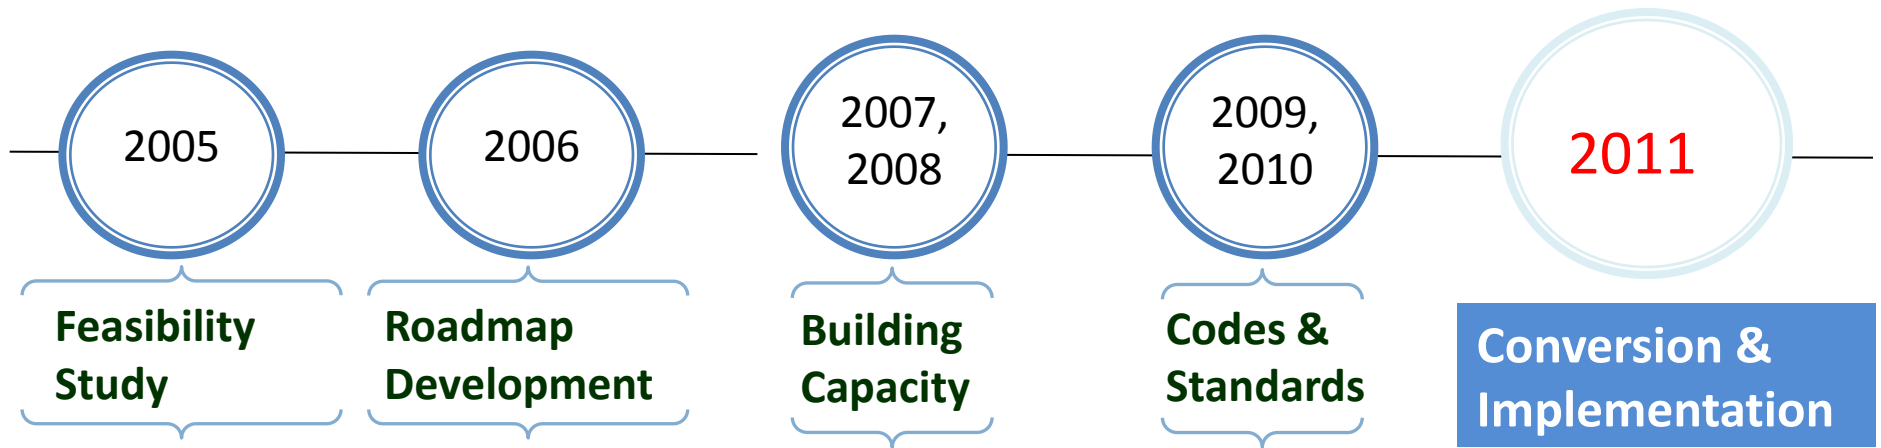 2005
2006
2007,
2008
2009,
2010
2011
Feasibility
Study
Roadmap
Development
Building
Capacity
Codes &
Standards
Conversion &
Implementation